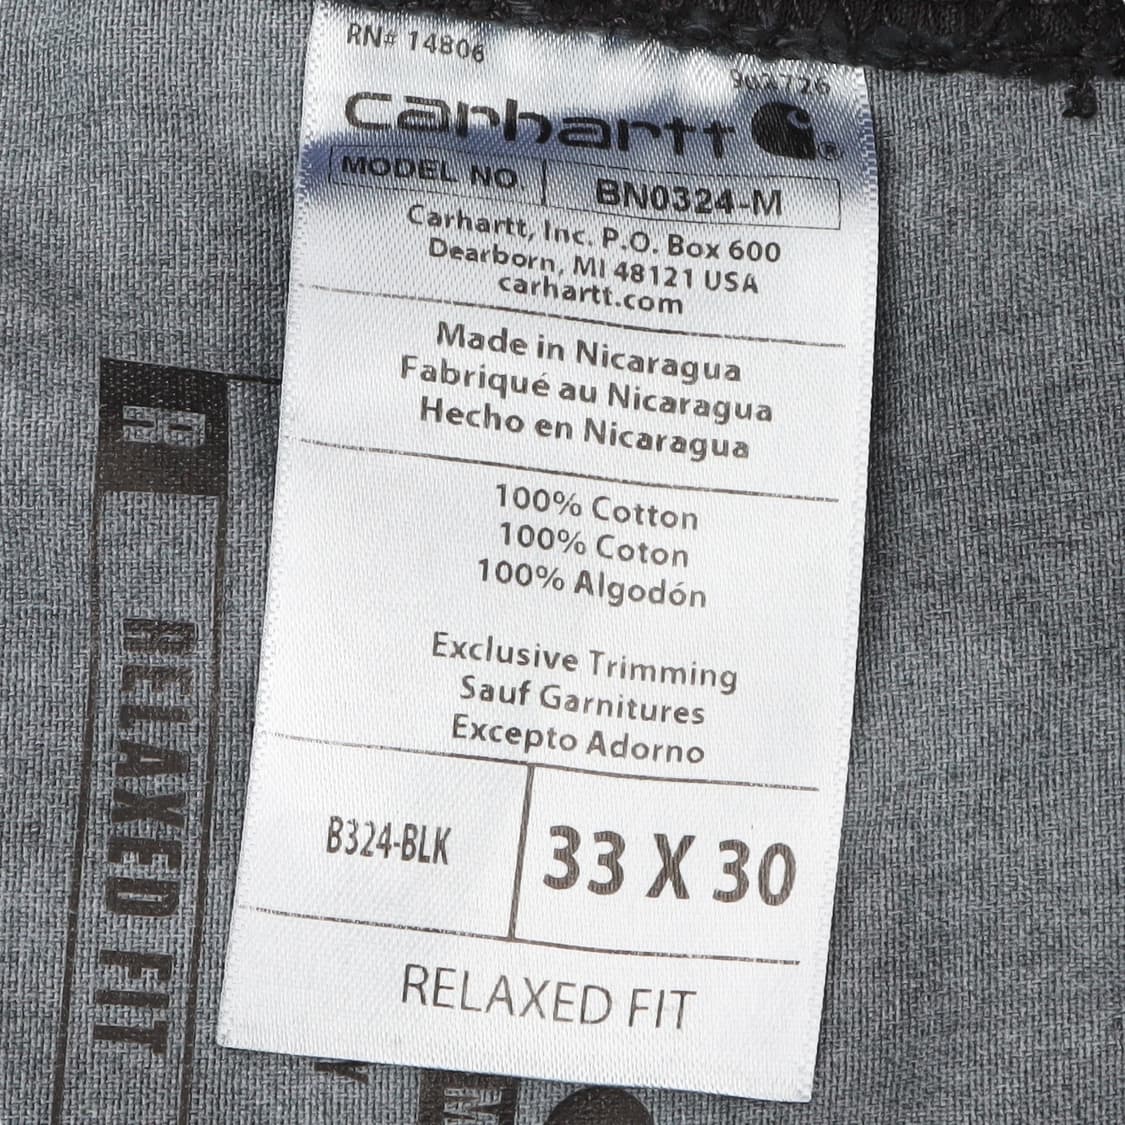 RN# 14806
carhartt
MODEL NO. BN0324-M
Carhartt, Inc. P.O. Box 600
Dearborn, MI 48121 USA
carhartt.com
Made in Nicaragua
Fabriqué au Nicaragua
Hecho en Nicaragua
100% Cotton
100% Coton
100% Algodón
Exclusive Trimming
Sauf Garnitures
Excepto Adorno
B324-BLK 33 X 30
RELAXED FIT
R
RELAXED FIT